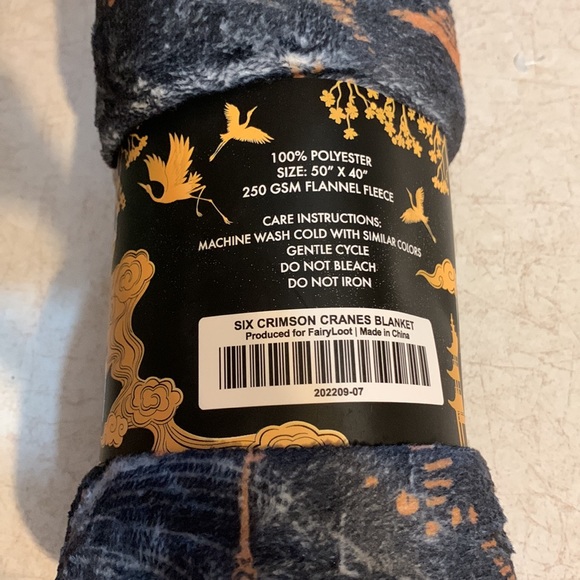 100% POLYESTER
SIZE: 50" X 40"
250 GSM FLANNEL FLEECE
CARE INSTRUCTIONS:
MACHINE WASH COLD WITH SIMILAR COLORS
GENTLE CYCLE
DO NOT BLEACH
DO NOT IRON
SIX CRIMSON CRANES BLANKET
Produced for FairyLoot | Made in China
202209-07